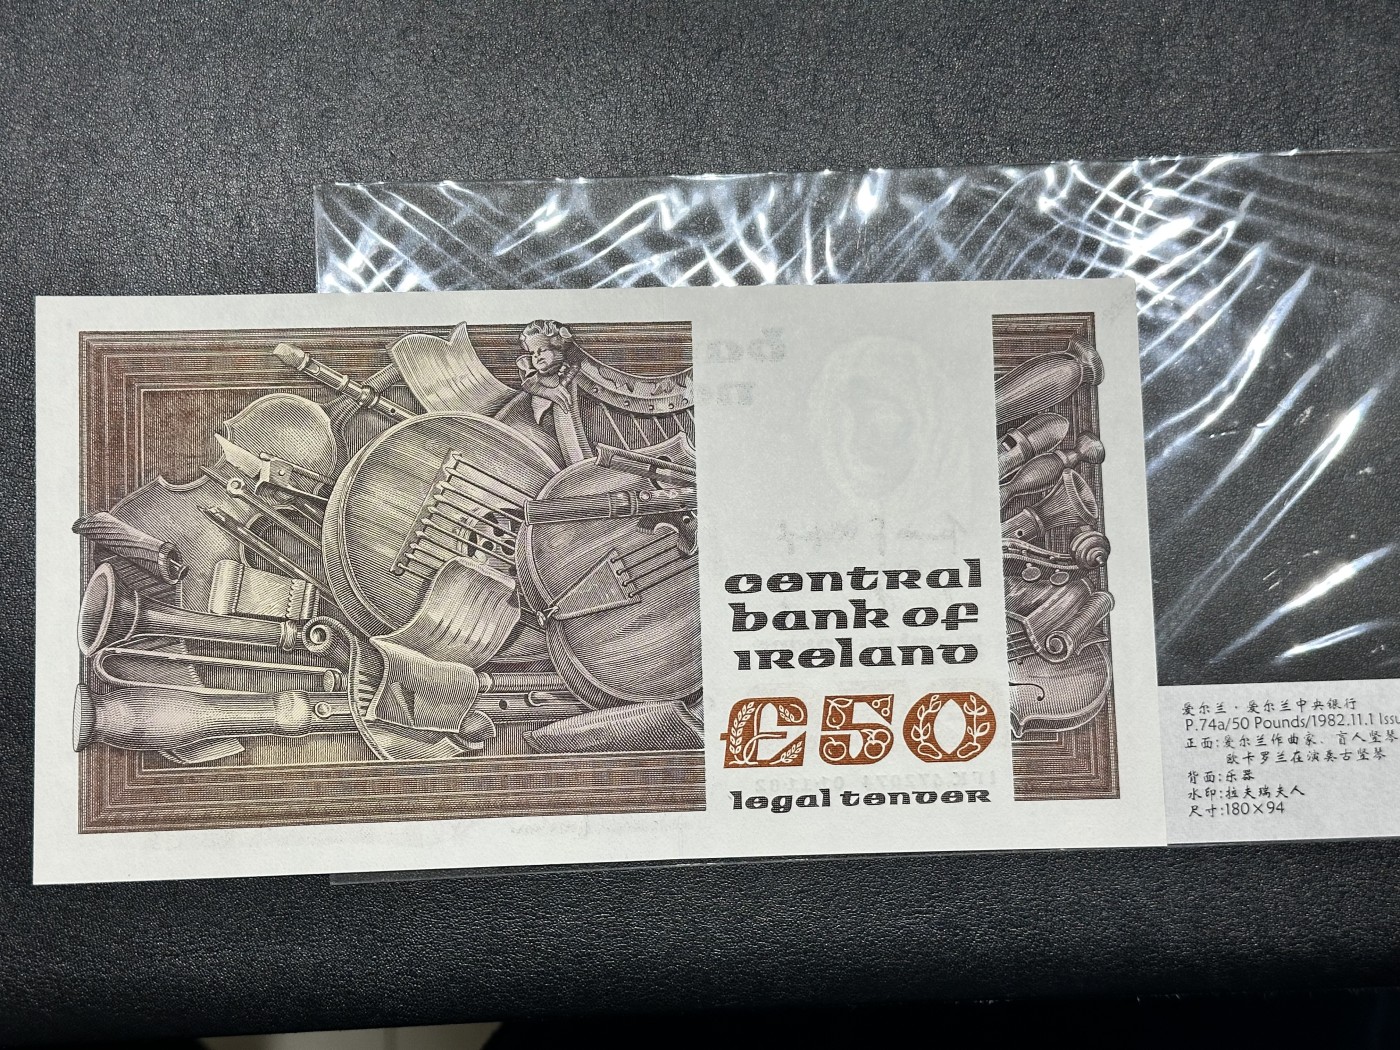 central
bank of
ireland
£50
legal tender
爱尔兰·爱尔兰中央银行
P.74a/50 Pounds/1982.11.1 Issu
正面:爱尔兰作曲家、盲人竖琴
欧卡罗兰在演奏古竖琴
背面:乐器
水印:拉夫瑞夫人
尺寸:180×94